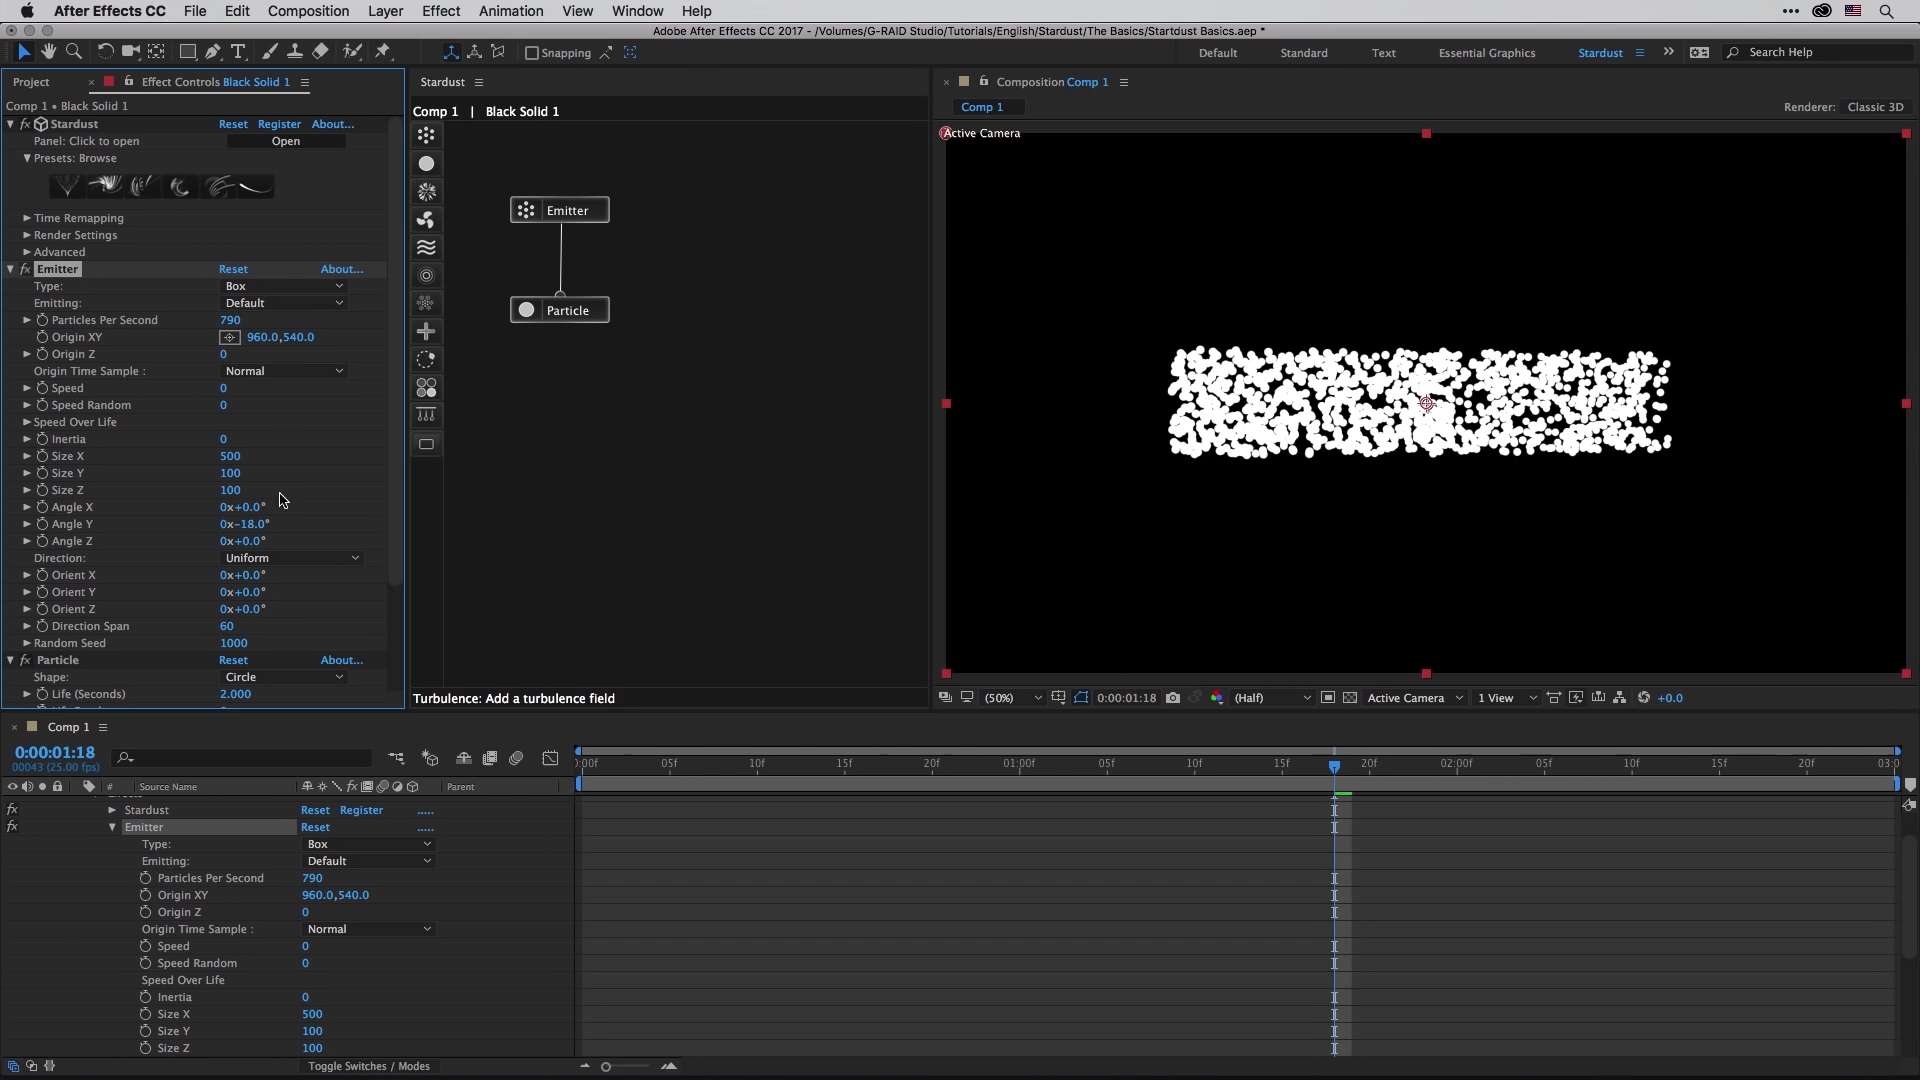 After Effects CC File Edit Composition Layer Effect Animation View Window Help
Adobe After Effects CC 2017 - /Volumes/G-RAID Studio/Tutorials/English/Stardust/The Basics/Startdust Basics.aep *
Snapping Default Standard Text Essential Graphics Stardust Search Help
Project Effect Controls Black Solid 1
Comp 1 • Black Solid 1
Stardust Reset Register About...
Panel: Click to open Open
Presets: Browse
Time Remapping
Render Settings
Advanced
Emitter Reset About...
Type: Box
Emitting: Default
Particles Per Second 790
Origin XY 960.0,540.0
Origin Z 0
Origin Time Sample : Normal
Speed 0
Speed Random 0
Speed Over Life
Inertia 0
Size X 500
Size Y 100
Size Z 100
Angle X 0x+0.0°
Angle Y 0x-18.0°
Angle Z 0x+0.0°
Direction: Uniform
Orient X 0x+0.0°
Orient Y 0x+0.0°
Orient Z 0x+0.0°
Direction Span 60
Random Seed 1000
Particle Reset About...
Shape: Circle
Life (Seconds) 2.000
Stardust
Comp 1 | Black Solid 1
Emitter
Particle
Turbulence: Add a turbulence field
Composition Comp 1
Comp 1 Renderer: Classic 3D
Active Camera
(50%) 0:00:01:18 (Half) Active Camera 1 View +0.0
Comp 1
0:00:01:18
00043 (25.00 fps)
:00f 05f 10f 15f 20f 01:00f 05f 10f 15f 20f 02:00f 05f 10f 15f 20f 03:0
# Source Name Parent
Stardust Reset Register .....
Emitter Reset .....
Type: Box
Emitting: Default
Particles Per Second 790
Origin XY 960.0,540.0
Origin Z 0
Origin Time Sample : Normal
Speed 0
Speed Random 0
Speed Over Life
Inertia 0
Size X 500
Size Y 100
Size Z 100
Toggle Switches / Modes